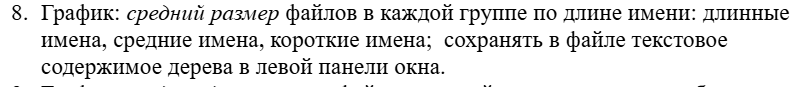 8. График: средний размер файлов в каждой группе по длине имени: длинные
имена, средние имена, короткие имена;  сохранять в файле текстовое
содержимое дерева в левой панели окна.